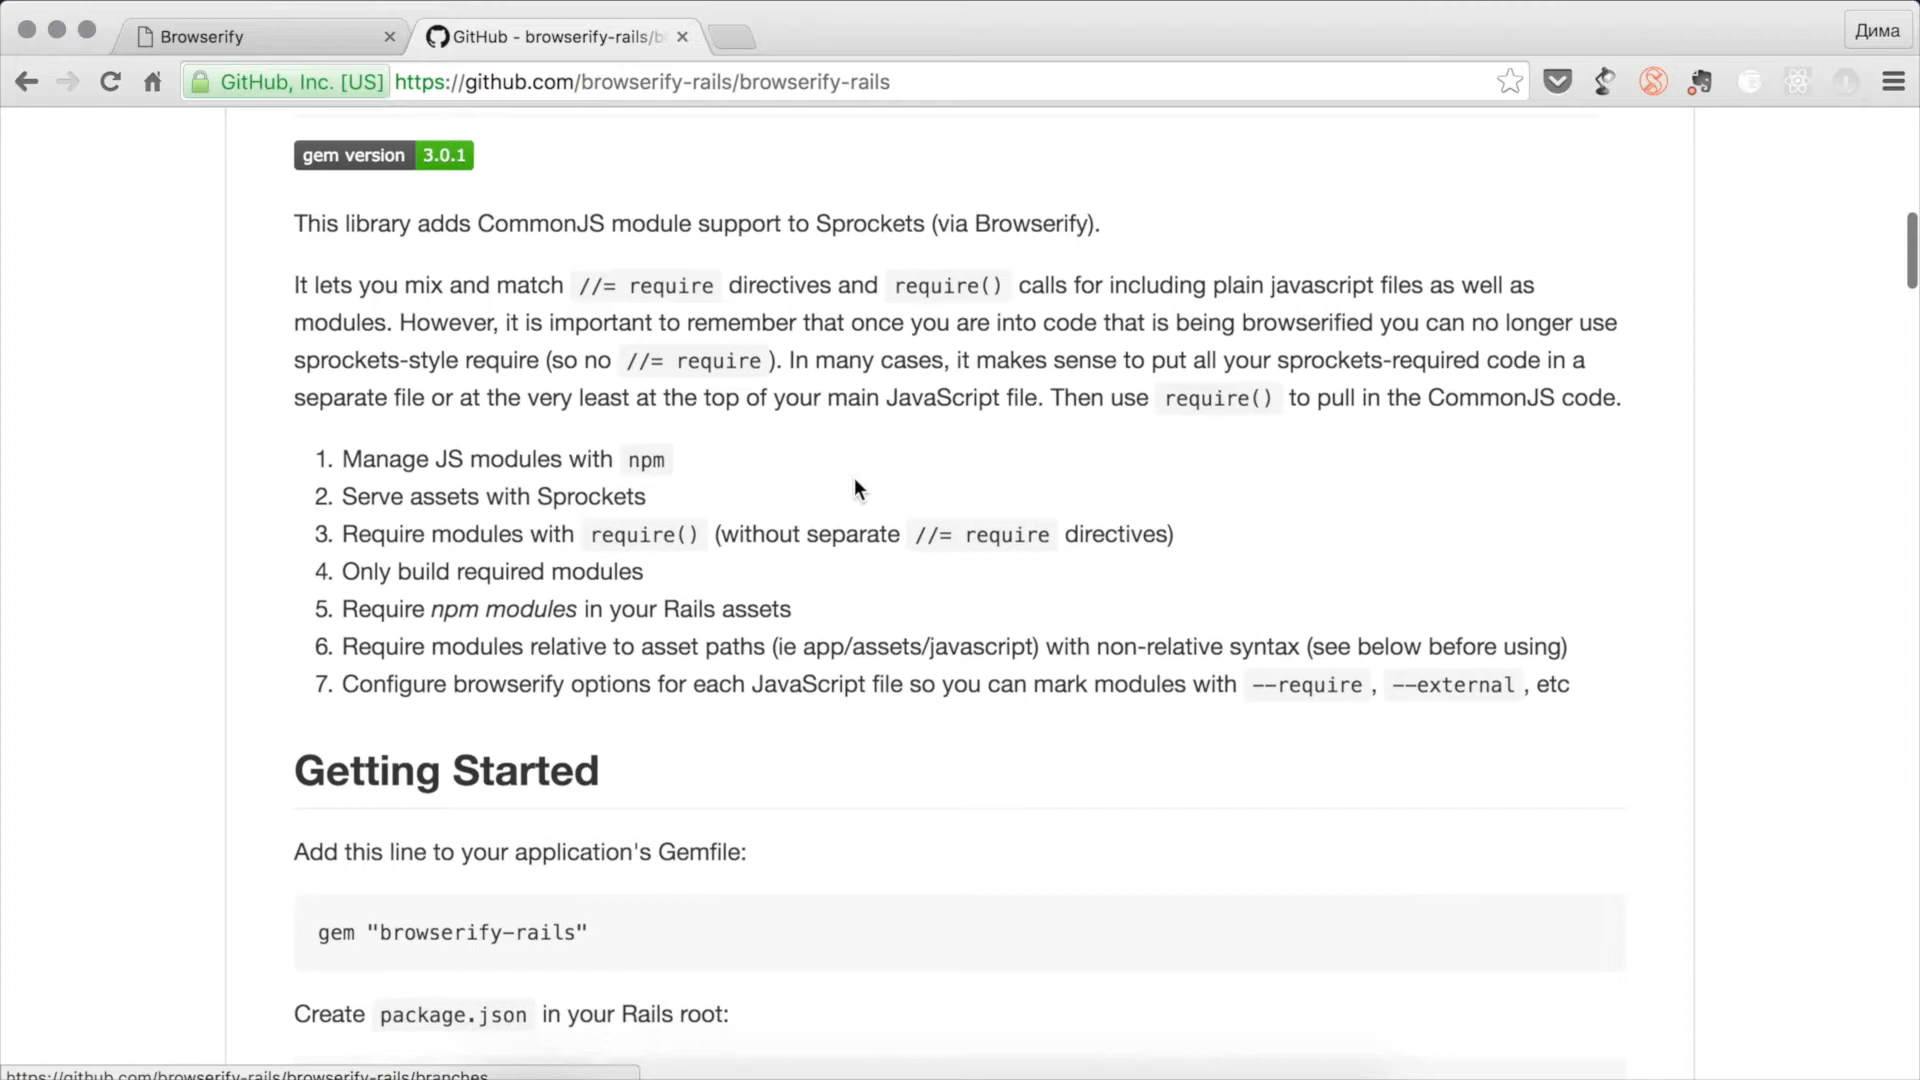 Browserify
GitHub - browserify-rails/b
Дима
GitHub, Inc. [US] https://github.com/browserify-rails/browserify-rails
gem version 3.0.1
This library adds CommonJS module support to Sprockets (via Browserify).
It lets you mix and match //= require directives and require() calls for including plain javascript files as well as
modules. However, it is important to remember that once you are into code that is being browserified you can no longer use
sprockets-style require (so no //= require ). In many cases, it makes sense to put all your sprockets-required code in a
separate file or at the very least at the top of your main JavaScript file. Then use require() to pull in the CommonJS code.
1. Manage JS modules with npm
2. Serve assets with Sprockets
3. Require modules with require() (without separate //= require directives)
4. Only build required modules
5. Require npm modules in your Rails assets
6. Require modules relative to asset paths (ie app/assets/javascript) with non-relative syntax (see below before using)
7. Configure browserify options for each JavaScript file so you can mark modules with --require , --external , etc
Getting Started
Add this line to your application's Gemfile:
gem "browserify-rails"
Create package.json in your Rails root:
https://github.com/browserify-rails/browserify-rails/branches